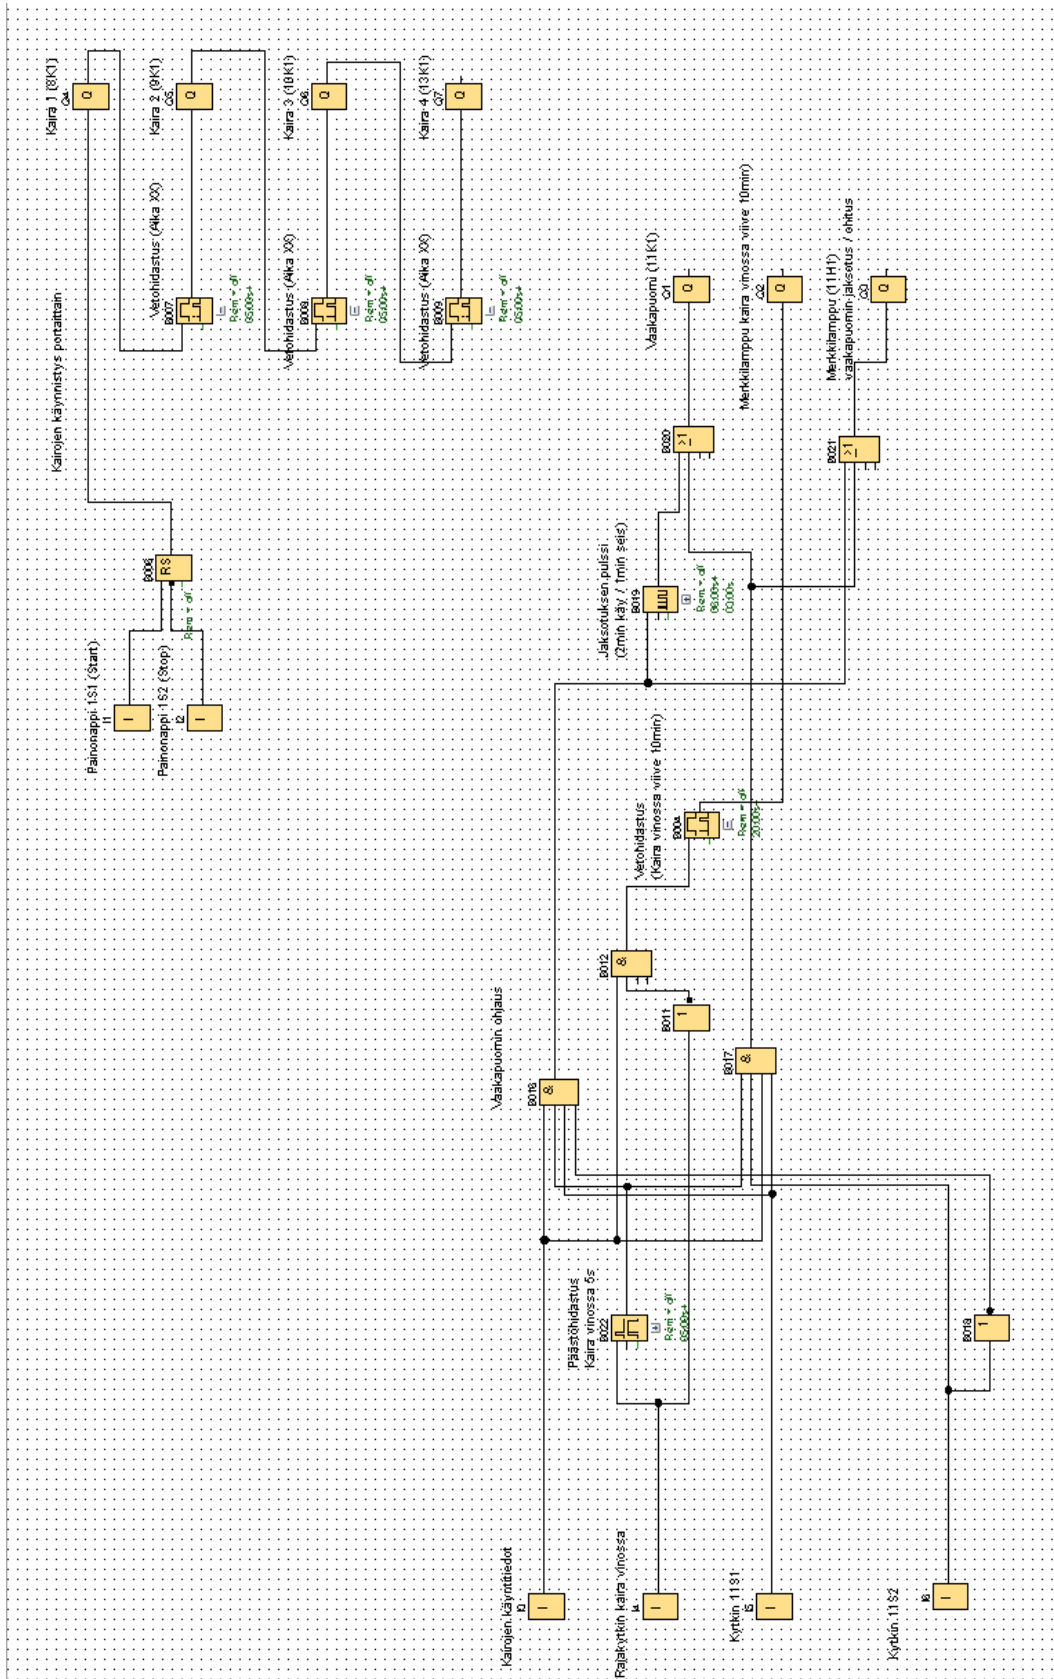 Kairojen käynnistys portaittain
Painonappi 1S1 (Start)
I1
I
Painonappi 1S2 (Stop)
I2
I
B006
RS
Rem = off
Kaira 1 (8K1)
Q4
Q
Vetohidastus (Aika XX)
B007
Rem = off
05:00s+
Kaira 2 (9K1)
Q5
Q
Vetohidastus (Aika XX)
B008
Rem = off
05:00s+
Kaira 3 (10K1)
Q6
Q
Vetohidastus (Aika XX)
B009
Rem = off
05:00s+
Kaira 4 (13K1)
Q7
Q
Vaakapuomin ohjaus
Kairojen käyntitiedot
I3
I
Rajakytkin kaira vinossa
I4
I
Kytkin 11S1
I5
I
Kytkin 11S2
I6
I
Päästöhidastus
Kaira vinossa 5s
B022
Rem = off
05:00s+
B018
1
B016
&
B017
&
B011
1
B012
&
Vetohidastus
(Kaira vinossa viive 10min)
B004
Rem = off
20:00s+
Jaksotuksen pulssi
(2min käy / 1min seis)
B019
Rem = off
B020
>1
B021
>1
Vaakapuomi (11K1)
Q1
Q
Merkkilamppu kaira vinossa viive 10min)
Q2
Q
Merkkilamppu (11H1)
vaakapuomin jaksotus / ohitus
Q3
Q